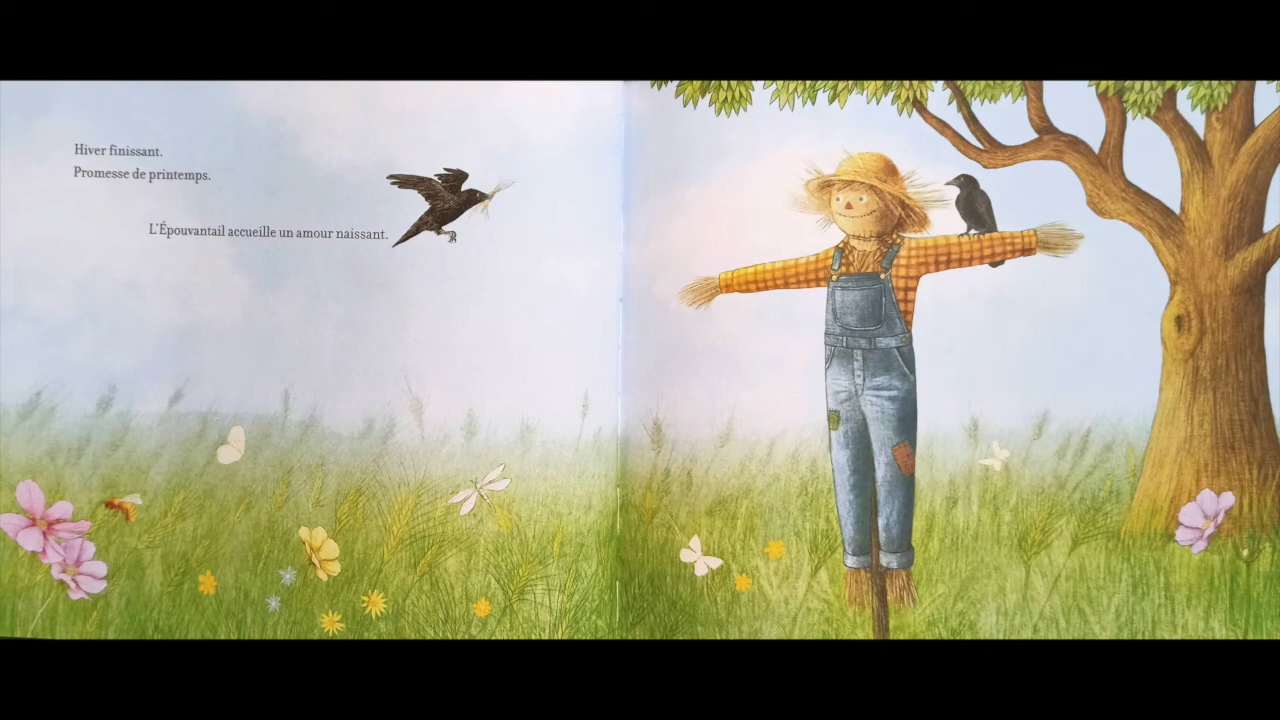 Hiver finissant.
Promesse de printemps.
L'Épouvantail accueille un amour naissant.